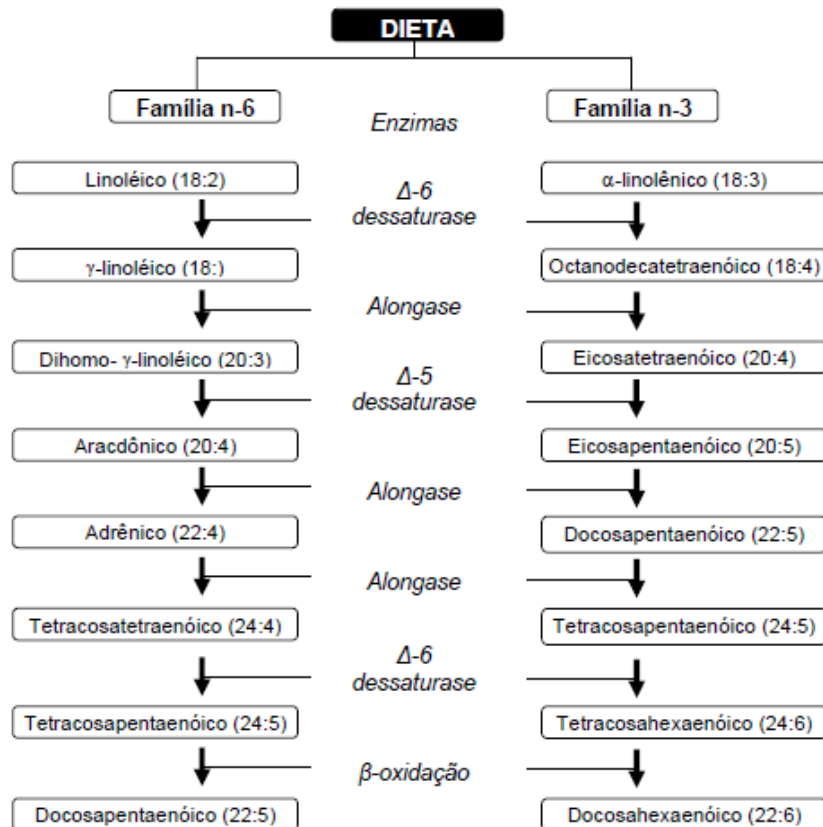 DIETA
Família n-6
Enzimas
Família n-3
Linoléico (18:2)
Δ-6
dessaturase
α-linolênico (18:3)
γ-linoléico (18:)
Alongase
Octanodecatetraenóico (18:4)
Dihomo- γ-linoléico (20:3)
Δ-5
dessaturase
Eicosatetraenóico (20:4)
Aracdônico (20:4)
Alongase
Eicosapentaenóico (20:5)
Adrênico (22:4)
Alongase
Docosapentaenóico (22:5)
Tetracosatetraenóico (24:4)
Δ-6
dessaturase
Tetracosapentaenóico (24:5)
Tetracosapentaenóico (24:5)
β-oxidação
Tetracosahexaenóico (24:6)
Docosapentaenóico (22:5)
Docosahexaenóico (22:6)